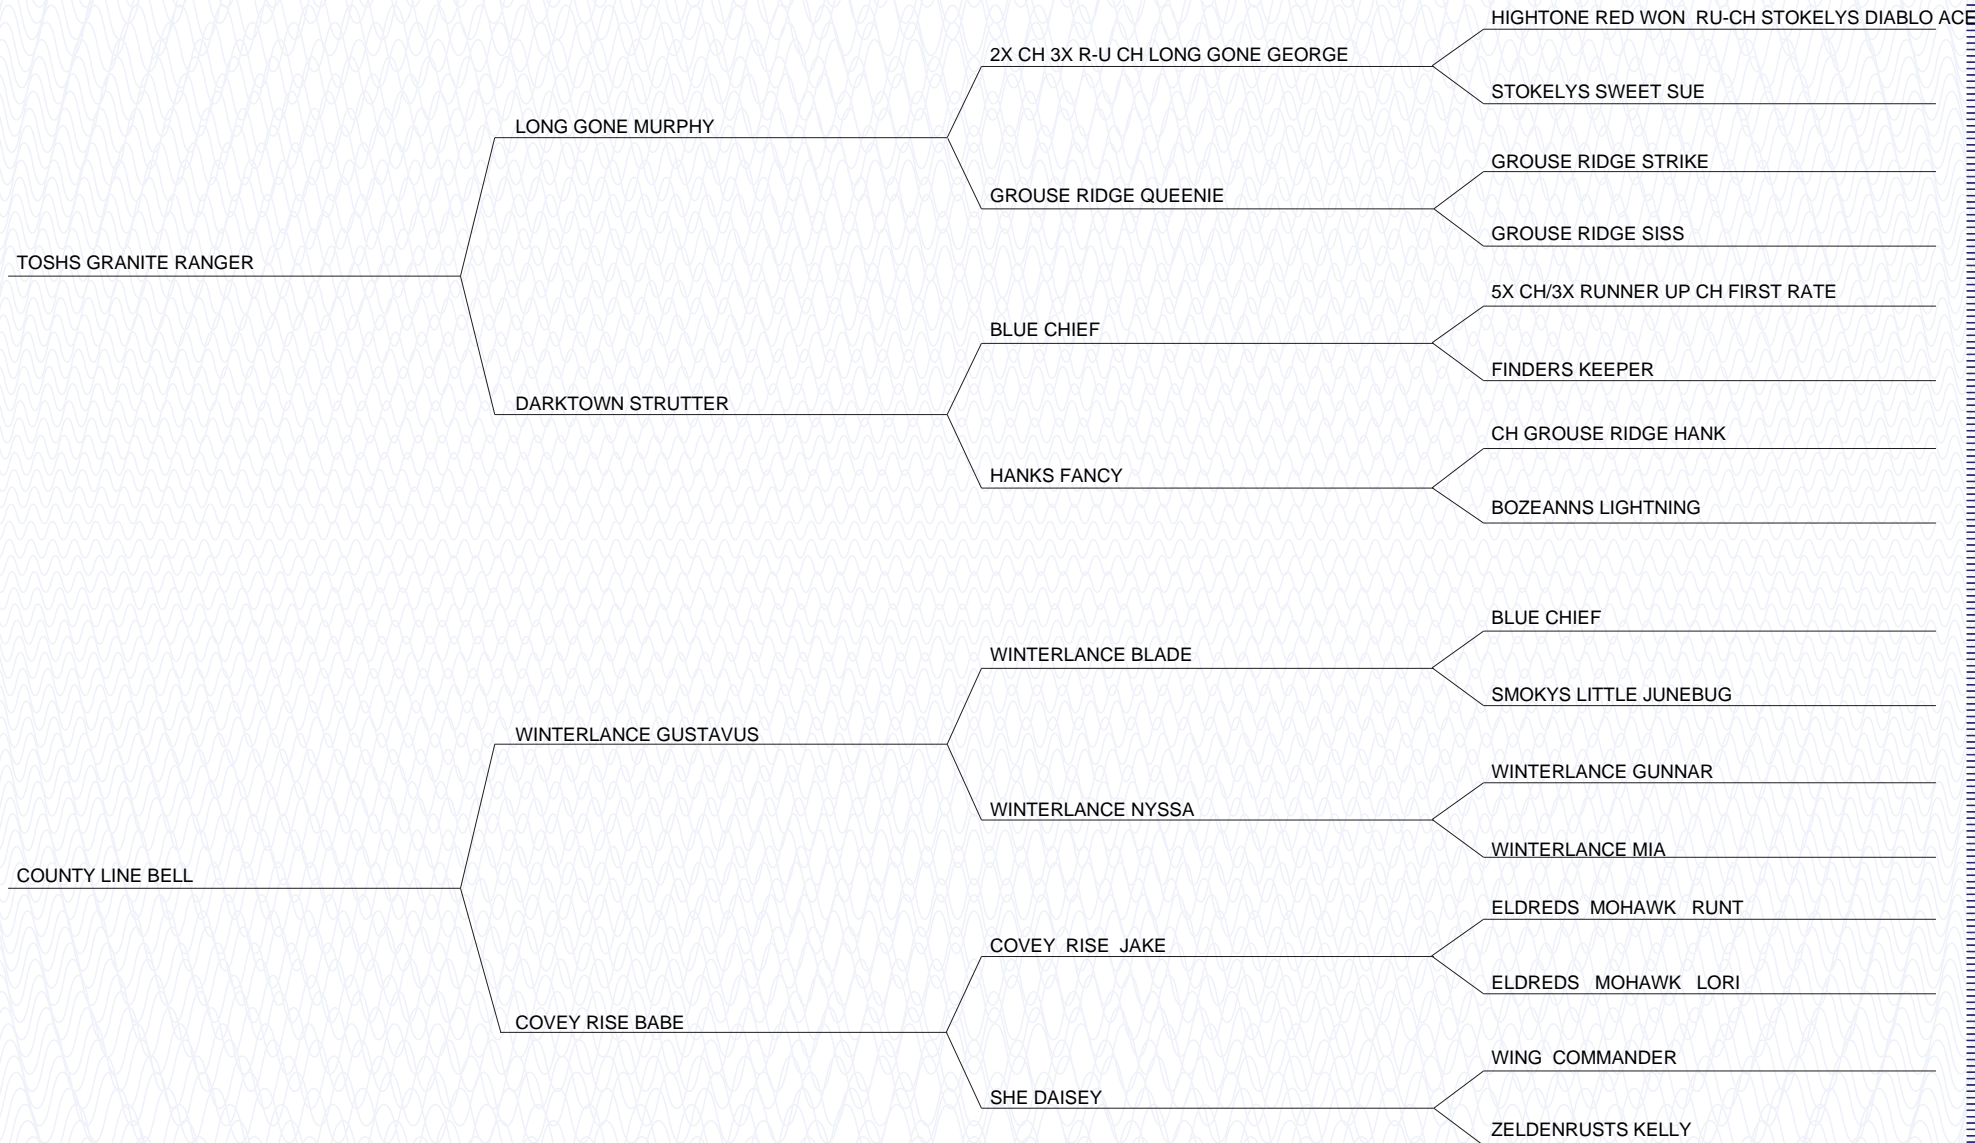 HIGHTONE RED WON  RU-CH STOKELYS DIABLO ACE
2X CH 3X R-U CH LONG GONE GEORGE
STOKELYS SWEET SUE
LONG GONE MURPHY
GROUSE RIDGE STRIKE
GROUSE RIDGE QUEENIE
GROUSE RIDGE SISS
TOSHS GRANITE RANGER
5X CH/3X RUNNER UP CH FIRST RATE
BLUE CHIEF
FINDERS KEEPER
DARKTOWN STRUTTER
CH GROUSE RIDGE HANK
HANKS FANCY
BOZEANNS LIGHTNING
BLUE CHIEF
WINTERLANCE BLADE
SMOKYS LITTLE JUNEBUG
WINTERLANCE GUSTAVUS
WINTERLANCE GUNNAR
WINTERLANCE NYSSA
WINTERLANCE MIA
COUNTY LINE BELL
ELDREDS  MOHAWK   RUNT
COVEY  RISE  JAKE
ELDREDS   MOHAWK   LORI
COVEY RISE BABE
WING  COMMANDER
SHE DAISEY
ZELDENRUSTS KELLY